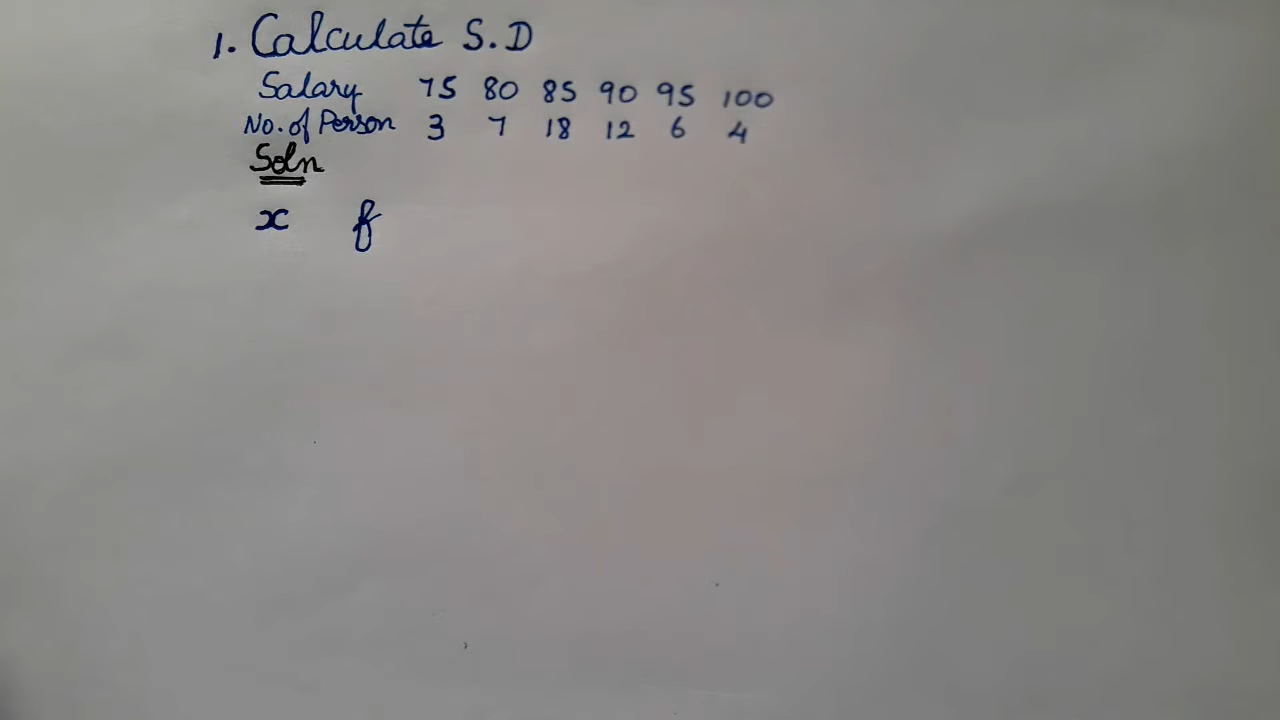 1. Calculate S.D
Salary 75 80 85 90 95 100
No. of Person 3 7 18 12 6 4
Soln
x f